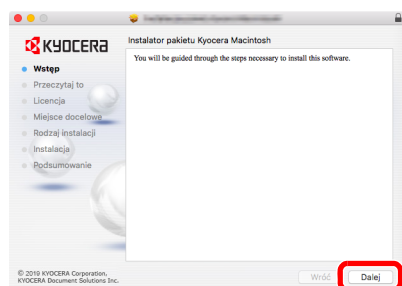 KYOCERA
Instalator pakietu Kyocera Macintosh
You will be guided through the steps necessary to install this software.
Wstęp
Przeczytaj to
Licencja
Miejsce docelowe
Rodzaj instalacji
Instalacja
Podsumowanie
© 2019 KYOCERA Corporation,
KYOCERA Document Solutions Inc.
Wróć
Dalej